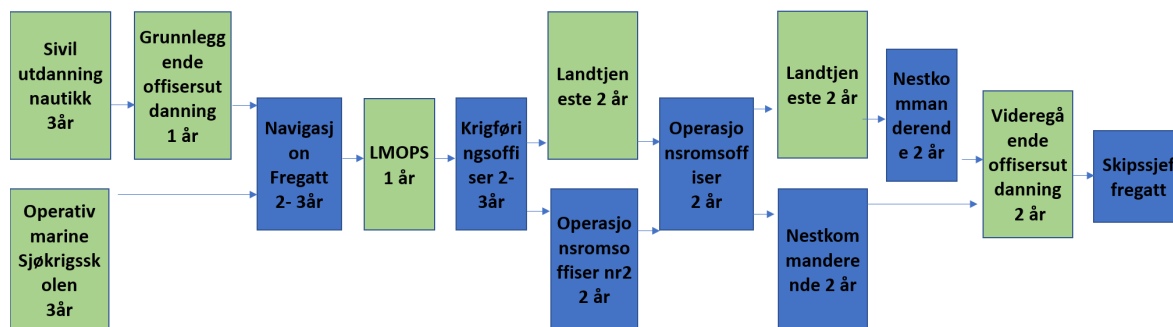 Sivil
utdanning
nautikk
3år
Grunnlegg
ende
offisersut
danning
1 år
Operativ
marine
Sjøkrigssk
olen
3år
Navigasj
on
Fregatt
2- 3år
LMOPS
1 år
Krigføri
ngsoffi
ser 2-
3år
Landtjen
este 2 år
Operasjo
nsromso
ffiser nr2
2 år
Operasjo
nsromsoff
iser
2 år
Landtjen
este 2 år
Nestkom
mandere
nde 2 år
Nestko
mman
derend
e 2 år
Videregå
ende
offisersut
danning
2 år
Skipssjef
fregatt